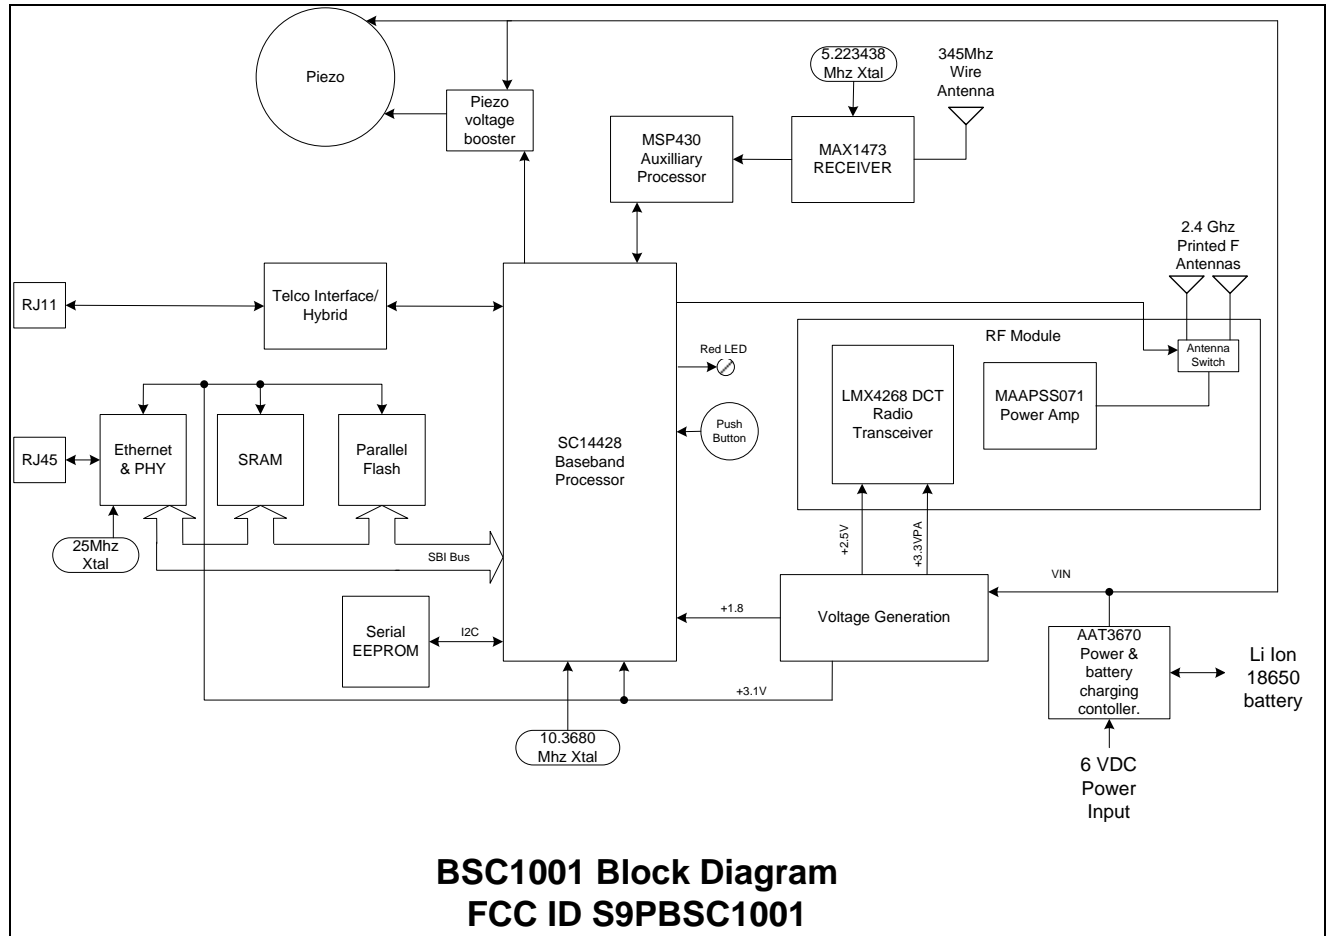 Piezo
Piezo
voltage
booster
5.223438
Mhz Xtal
345Mhz
Wire
Antenna
MSP430
Auxilliary
Processor
MAX1473
RECEIVER
2.4 Ghz
Printed F
Antennas
RJ11
Telco Interface/
Hybrid
RF Module
Antenna
Switch
Red LED
LMX4268 DCT
Radio
Transceiver
MAAPSS071
Power Amp
Push
Button
RJ45
Ethernet
& PHY
SRAM
Parallel
Flash
SC14428
Baseband
Processor
25Mhz
Xtal
SBI Bus
+2.5V
+3.3VPA
VIN
Serial
EEPROM
I2C
+1.8
Voltage Generation
AAT3670
Power &
battery
charging
contoller.
Li Ion
18650
battery
+3.1V
10.3680
Mhz Xtal
6 VDC
Power
Input
BSC1001 Block Diagram
FCC ID S9PBSC1001